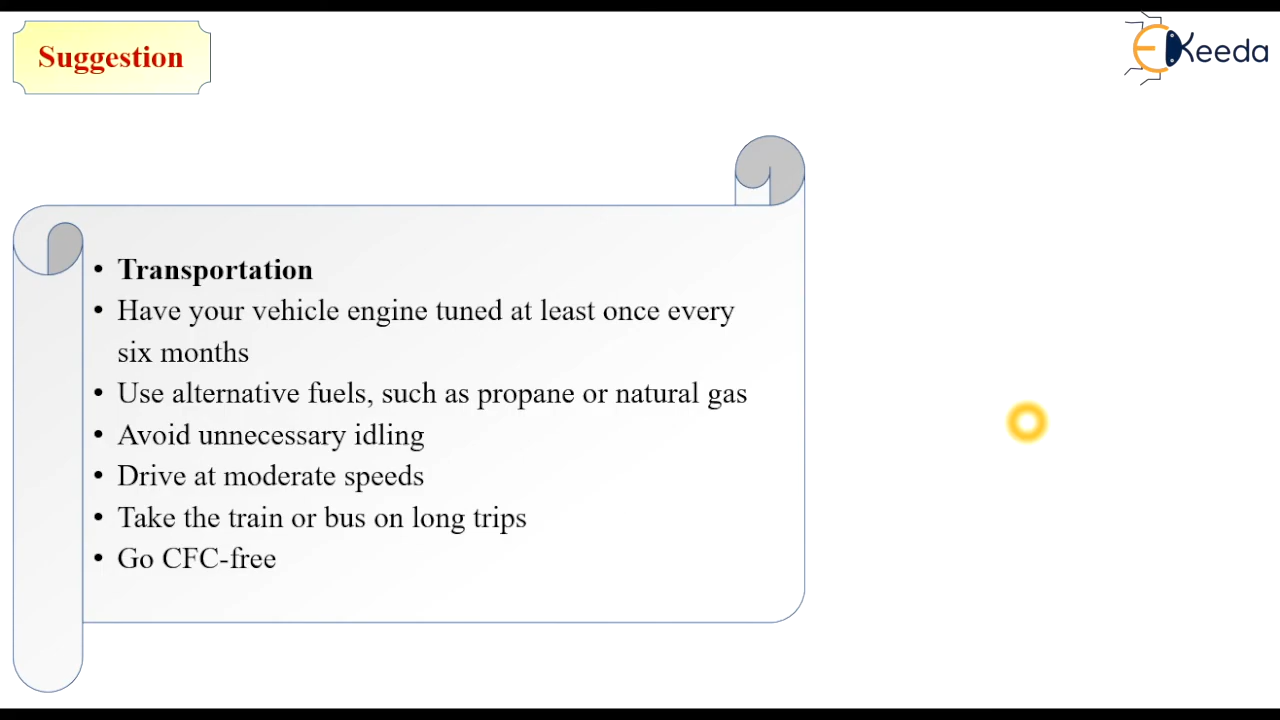 Suggestion
EKeeda
• Transportation
• Have your vehicle engine tuned at least once every
six months
• Use alternative fuels, such as propane or natural gas
• Avoid unnecessary idling
• Drive at moderate speeds
• Take the train or bus on long trips
• Go CFC-free